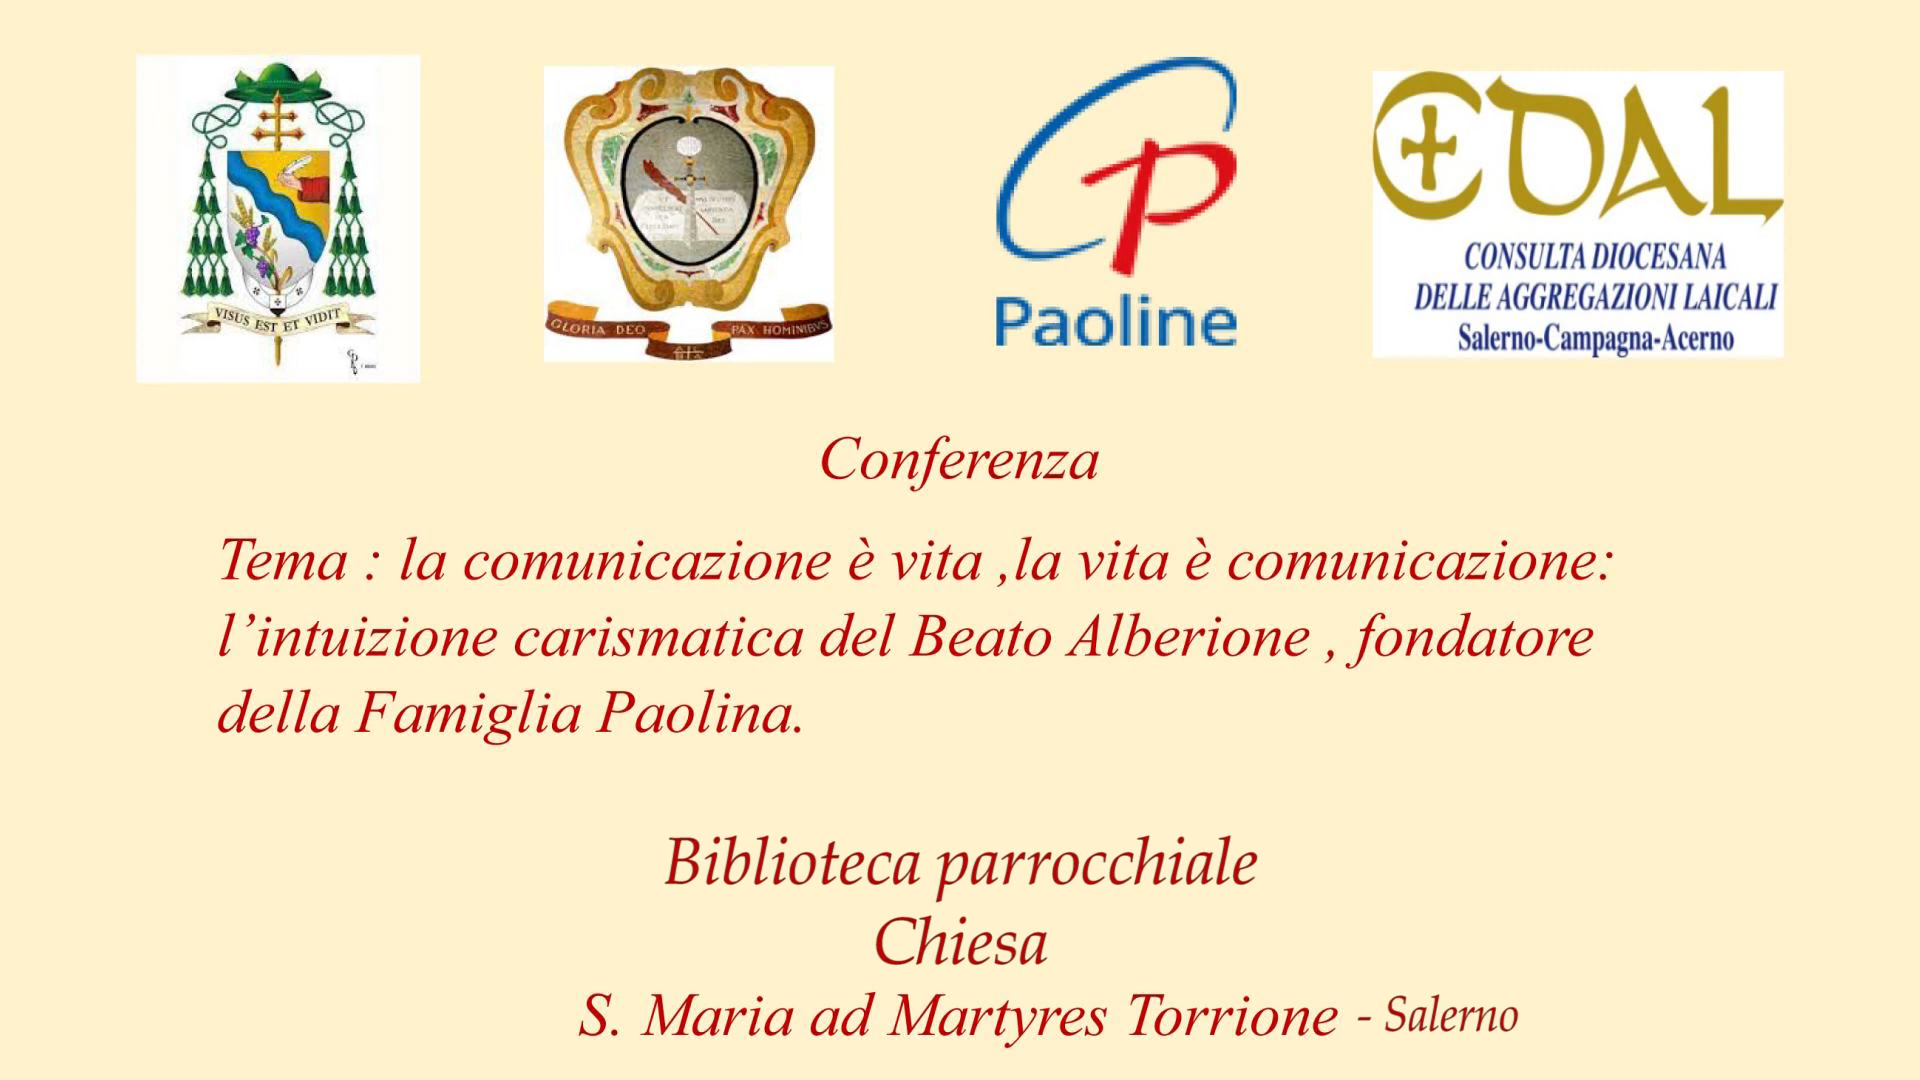 VISUS EST ET VIDIT
GLORIA DEO PAX HOMINIBVS
Paoline
CDAL
CONSULTA DIOCESANA
DELLE AGGREGAZIONI LAICALI
Salerno-Campagna-Acerno
Conferenza
Tema : la comunicazione è vita ,la vita è comunicazione:
l’intuizione carismatica del Beato Alberione , fondatore
della Famiglia Paolina.
Biblioteca parrocchiale
Chiesa
S. Maria ad Martyres Torrione - Salerno